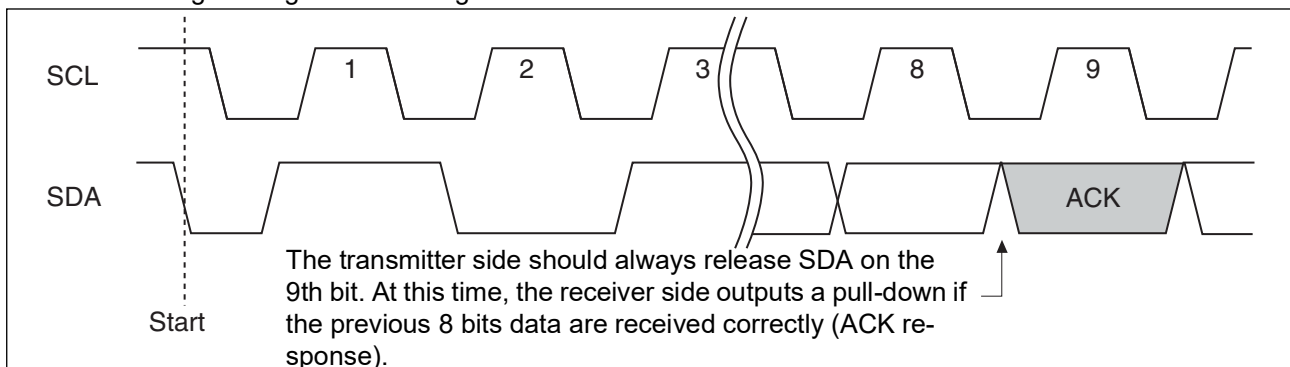 SCL
1
2
3
8
9
SDA
ACK
The transmitter side should always release SDA on the
9th bit. At this time, the receiver side outputs a pull-down if
the previous 8 bits data are received correctly (ACK re-
sponse).
Start